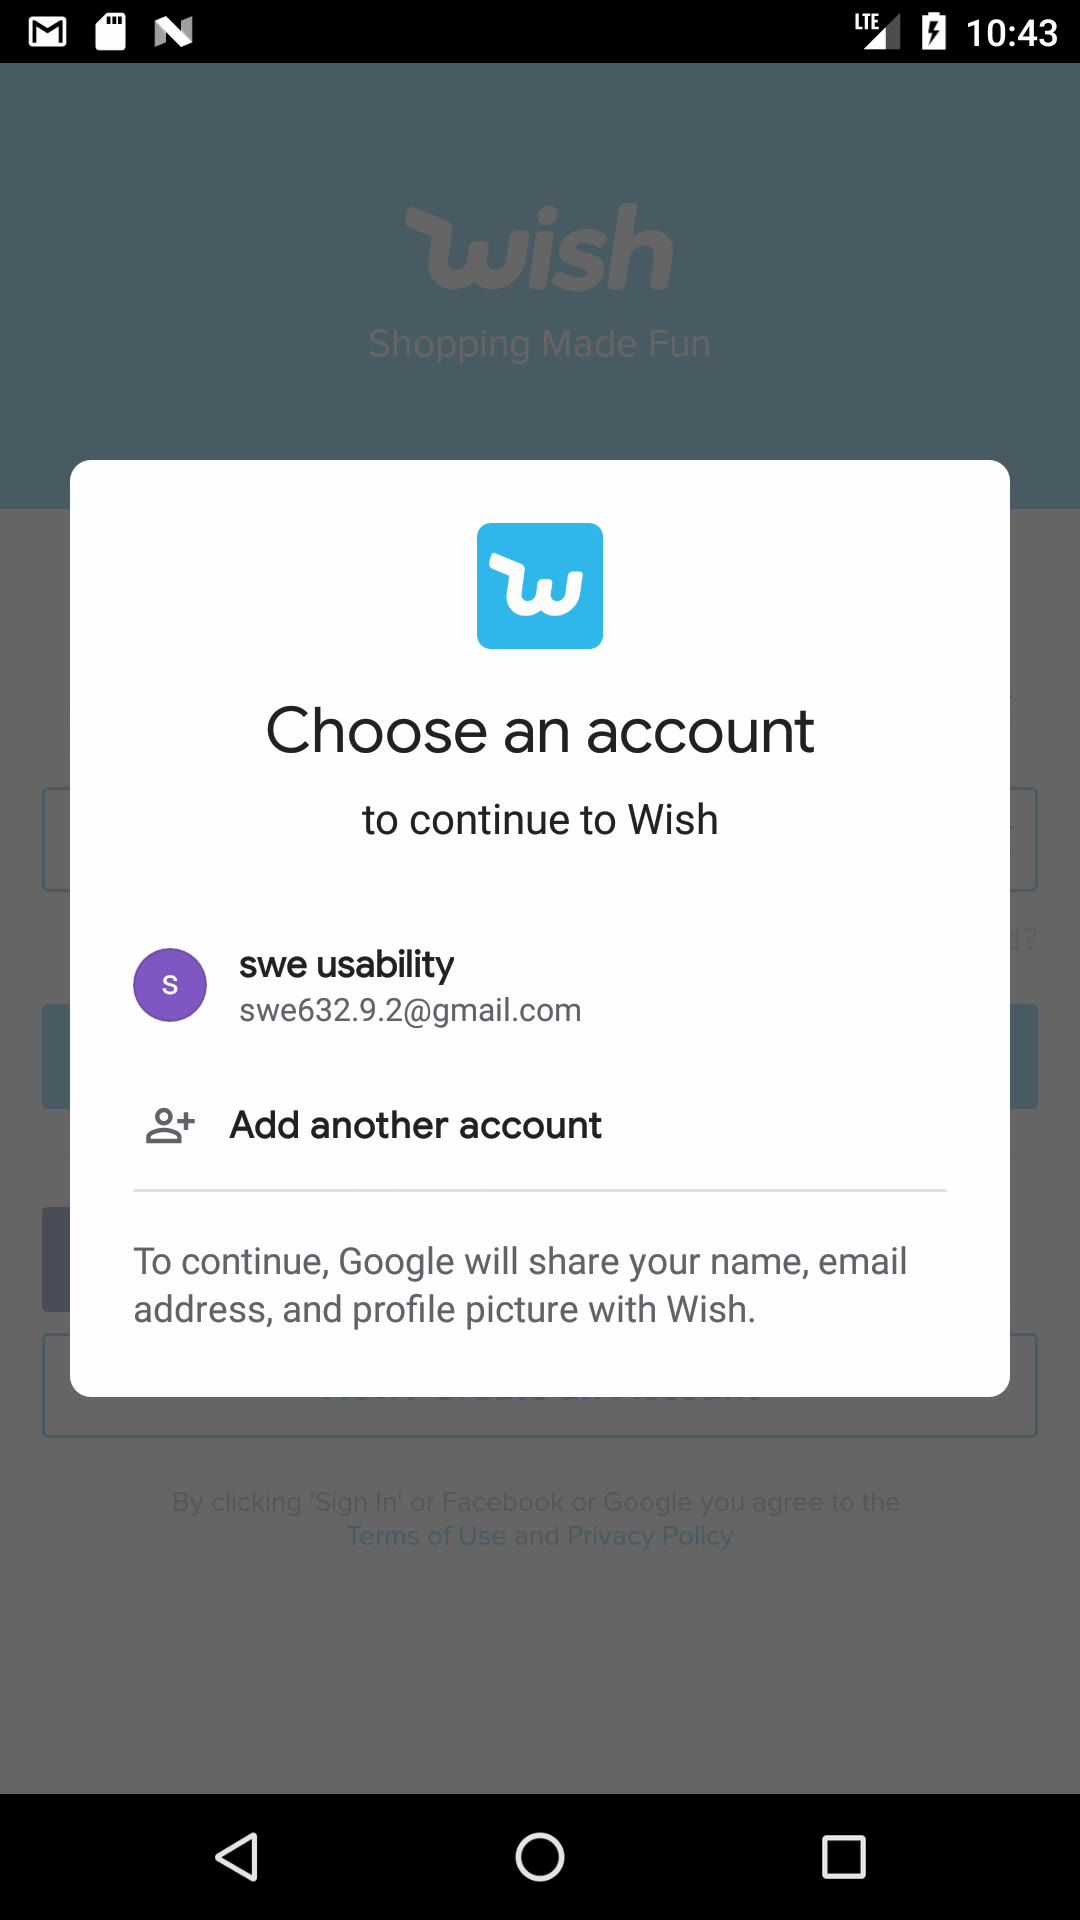 LTE 10:43
wish
Shopping Made Fun
Choose an account
to continue to Wish
S
swe usability
swe632.9.2@gmail.com
Add another account
To continue, Google will share your name, email
address, and profile picture with Wish.
By clicking 'Sign In' or Facebook or Google you agree to the
Terms of Use and Privacy Policy